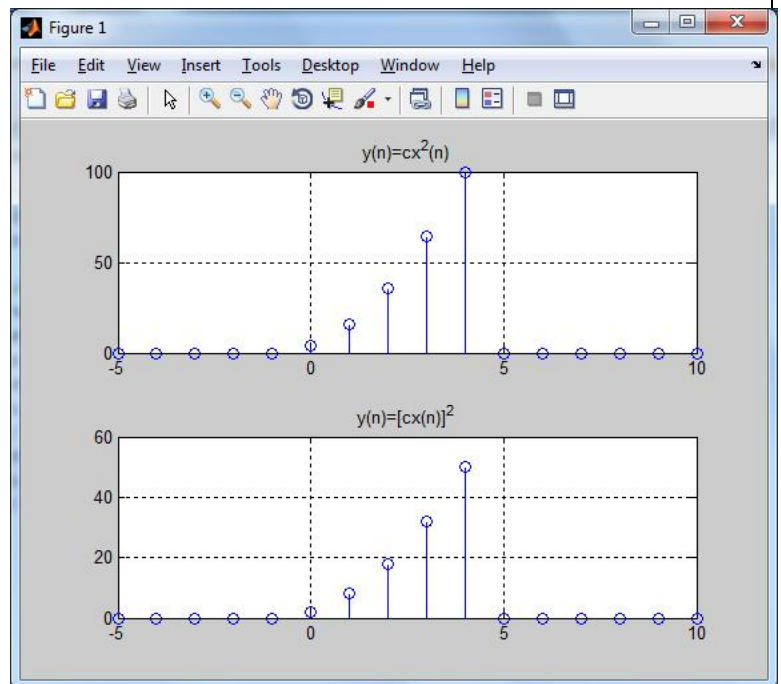 Figure 1
File Edit View Insert Tools Desktop Window Help
y(n)=cx²(n)
100
50
0
-5 0 5 10
y(n)=[cx(n)]²
60
40
20
0
-5 0 5 10